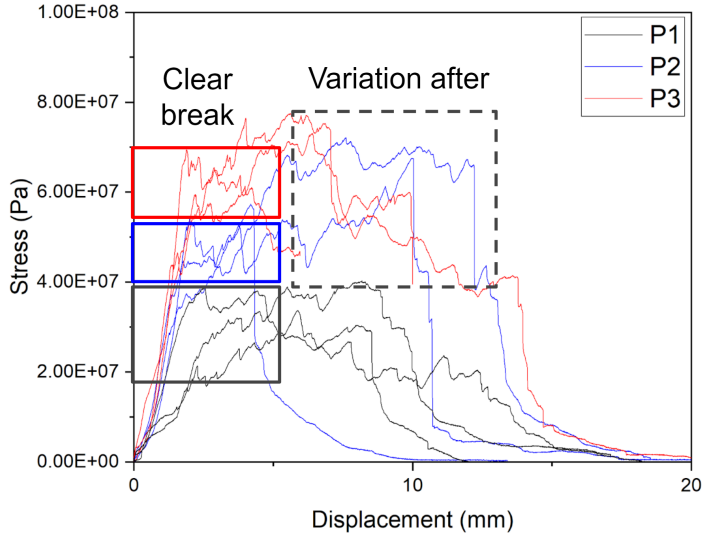 1.00E+08
8.00E+07
6.00E+07
4.00E+07
2.00E+07
0.00E+00
Stress (Pa)
Clear
break
Variation after
P1
P2
P3
0
10
20
Displacement (mm)